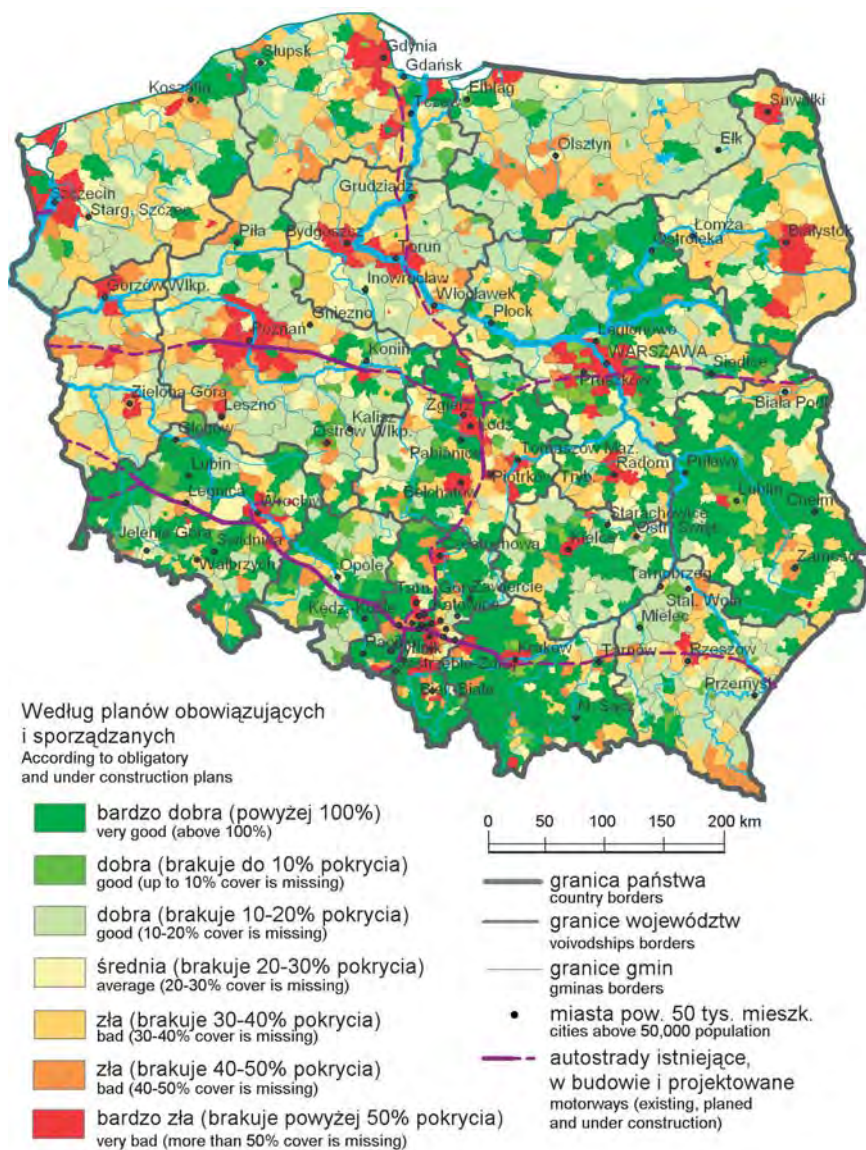 Słupsk
Gdynia
Gdańsk
Koszalin
Elbląg
Tczew
Suwałki
Olsztyn
Ełk
Szczecin
Starg. Szczec.
Grudziądz
Piła
Bydgoszcz
Toruń
Łomża
Ostrołęka
Białystok
Gorzów Wlkp.
Inowrocław
Włocławek
Gniezno
Płock
Poznań
Legionowo
WARSZAWA
Konin
Siedlce
Pruszków
Zielona Góra
Leszno
Zgierz
Łódź
Biała Podl.
Kalisz
Głogów
Ostrów Wlkp.
Pabianice
Tomaszów Maz.
Lubin
Piotrków Tryb.
Radom
Puławy
Bełchatów
Lublin
Legnica
Wrocław
Chełm
Starachowice
Jelenia Góra
Świdnica
Ostr. Święt.
Kielce
Wałbrzych
Częstochowa
Zamość
Opole
Tarnobrzeg
Tarn. Góry
Zawiercie
Stal. Wola
Kędz.-Koźle
Katowice
Mielec
Rybnik
Kraków
Tarnów
Rzeszów
Jastrzębie-Zdrój
Przemyśl
Biel.-Biała
N. Sącz
Według planów obowiązujących
i sporządzanych
According to obligatory
and under construction plans
bardzo dobra (powyżej 100%)
very good (above 100%)
dobra (brakuje do 10% pokrycia)
good (up to 10% cover is missing)
dobra (brakuje 10-20% pokrycia)
good (10-20% cover is missing)
średnia (brakuje 20-30% pokrycia)
average (20-30% cover is missing)
zła (brakuje 30-40% pokrycia)
bad (30-40% cover is missing)
zła (brakuje 40-50% pokrycia)
bad (40-50% cover is missing)
bardzo zła (brakuje powyżej 50% pokrycia)
very bad (more than 50% cover is missing)
0 50 100 150 200 km
granica państwa
country borders
granice województw
voivodships borders
granice gmin
gminas borders
miasta pow. 50 tys. mieszk.
cities above 50,000 population
autostrady istniejące,
w budowie i projektowane
motorways (existing, planed
and under construction)